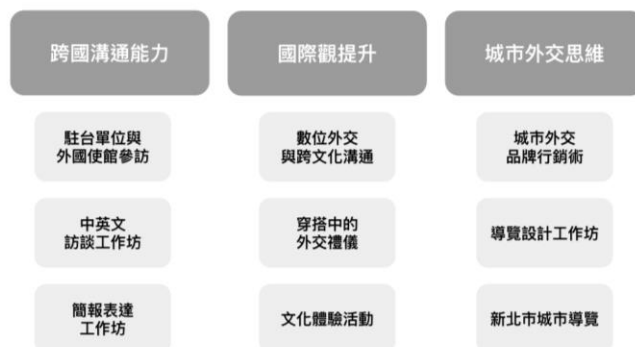 跨國溝通能力
國際觀提升
城市外交思維
駐台單位與
外國使館參訪
數位外交
與跨文化溝通
城市外交
品牌行銷術
中英文
訪談工作坊
穿搭中的
外交禮儀
導覽設計工作坊
簡報表達
工作坊
文化體驗活動
新北市城市導覽